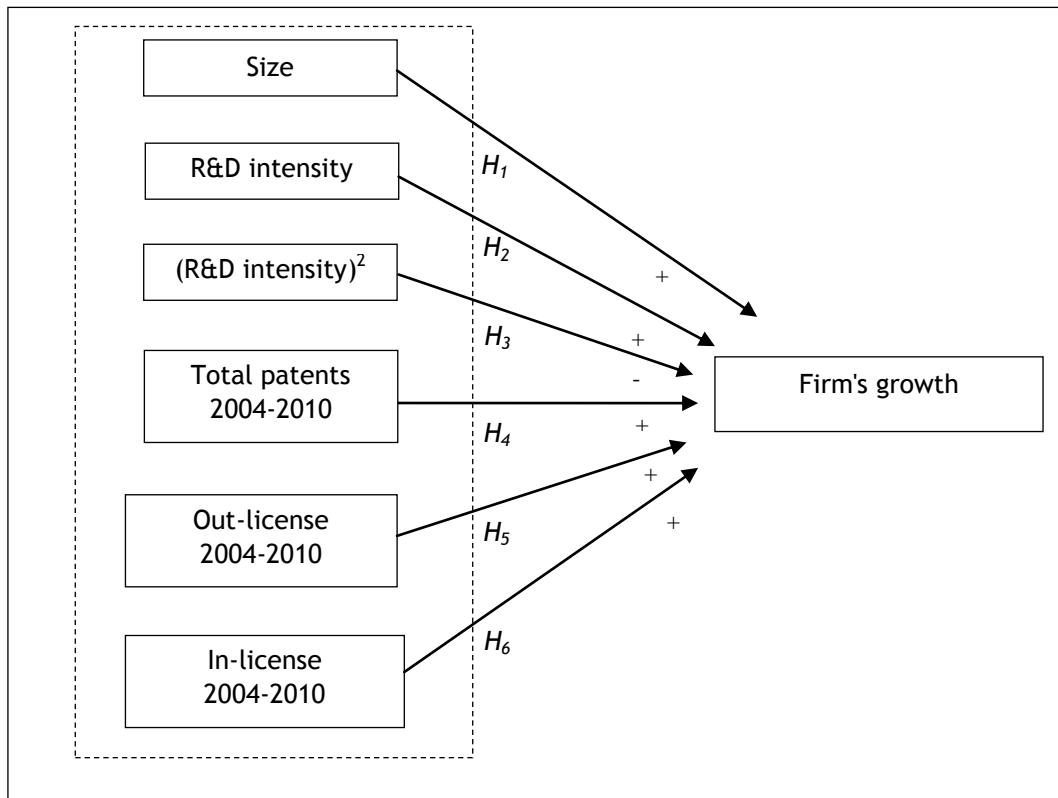 Size
R&D intensity
(R&D intensity)²
Total patents
2004-2010
Out-license
2004-2010
In-license
2004-2010
H₁
H₂
H₃
H₄
H₅
H₆
+
+
-
+
+
+
Firm's growth